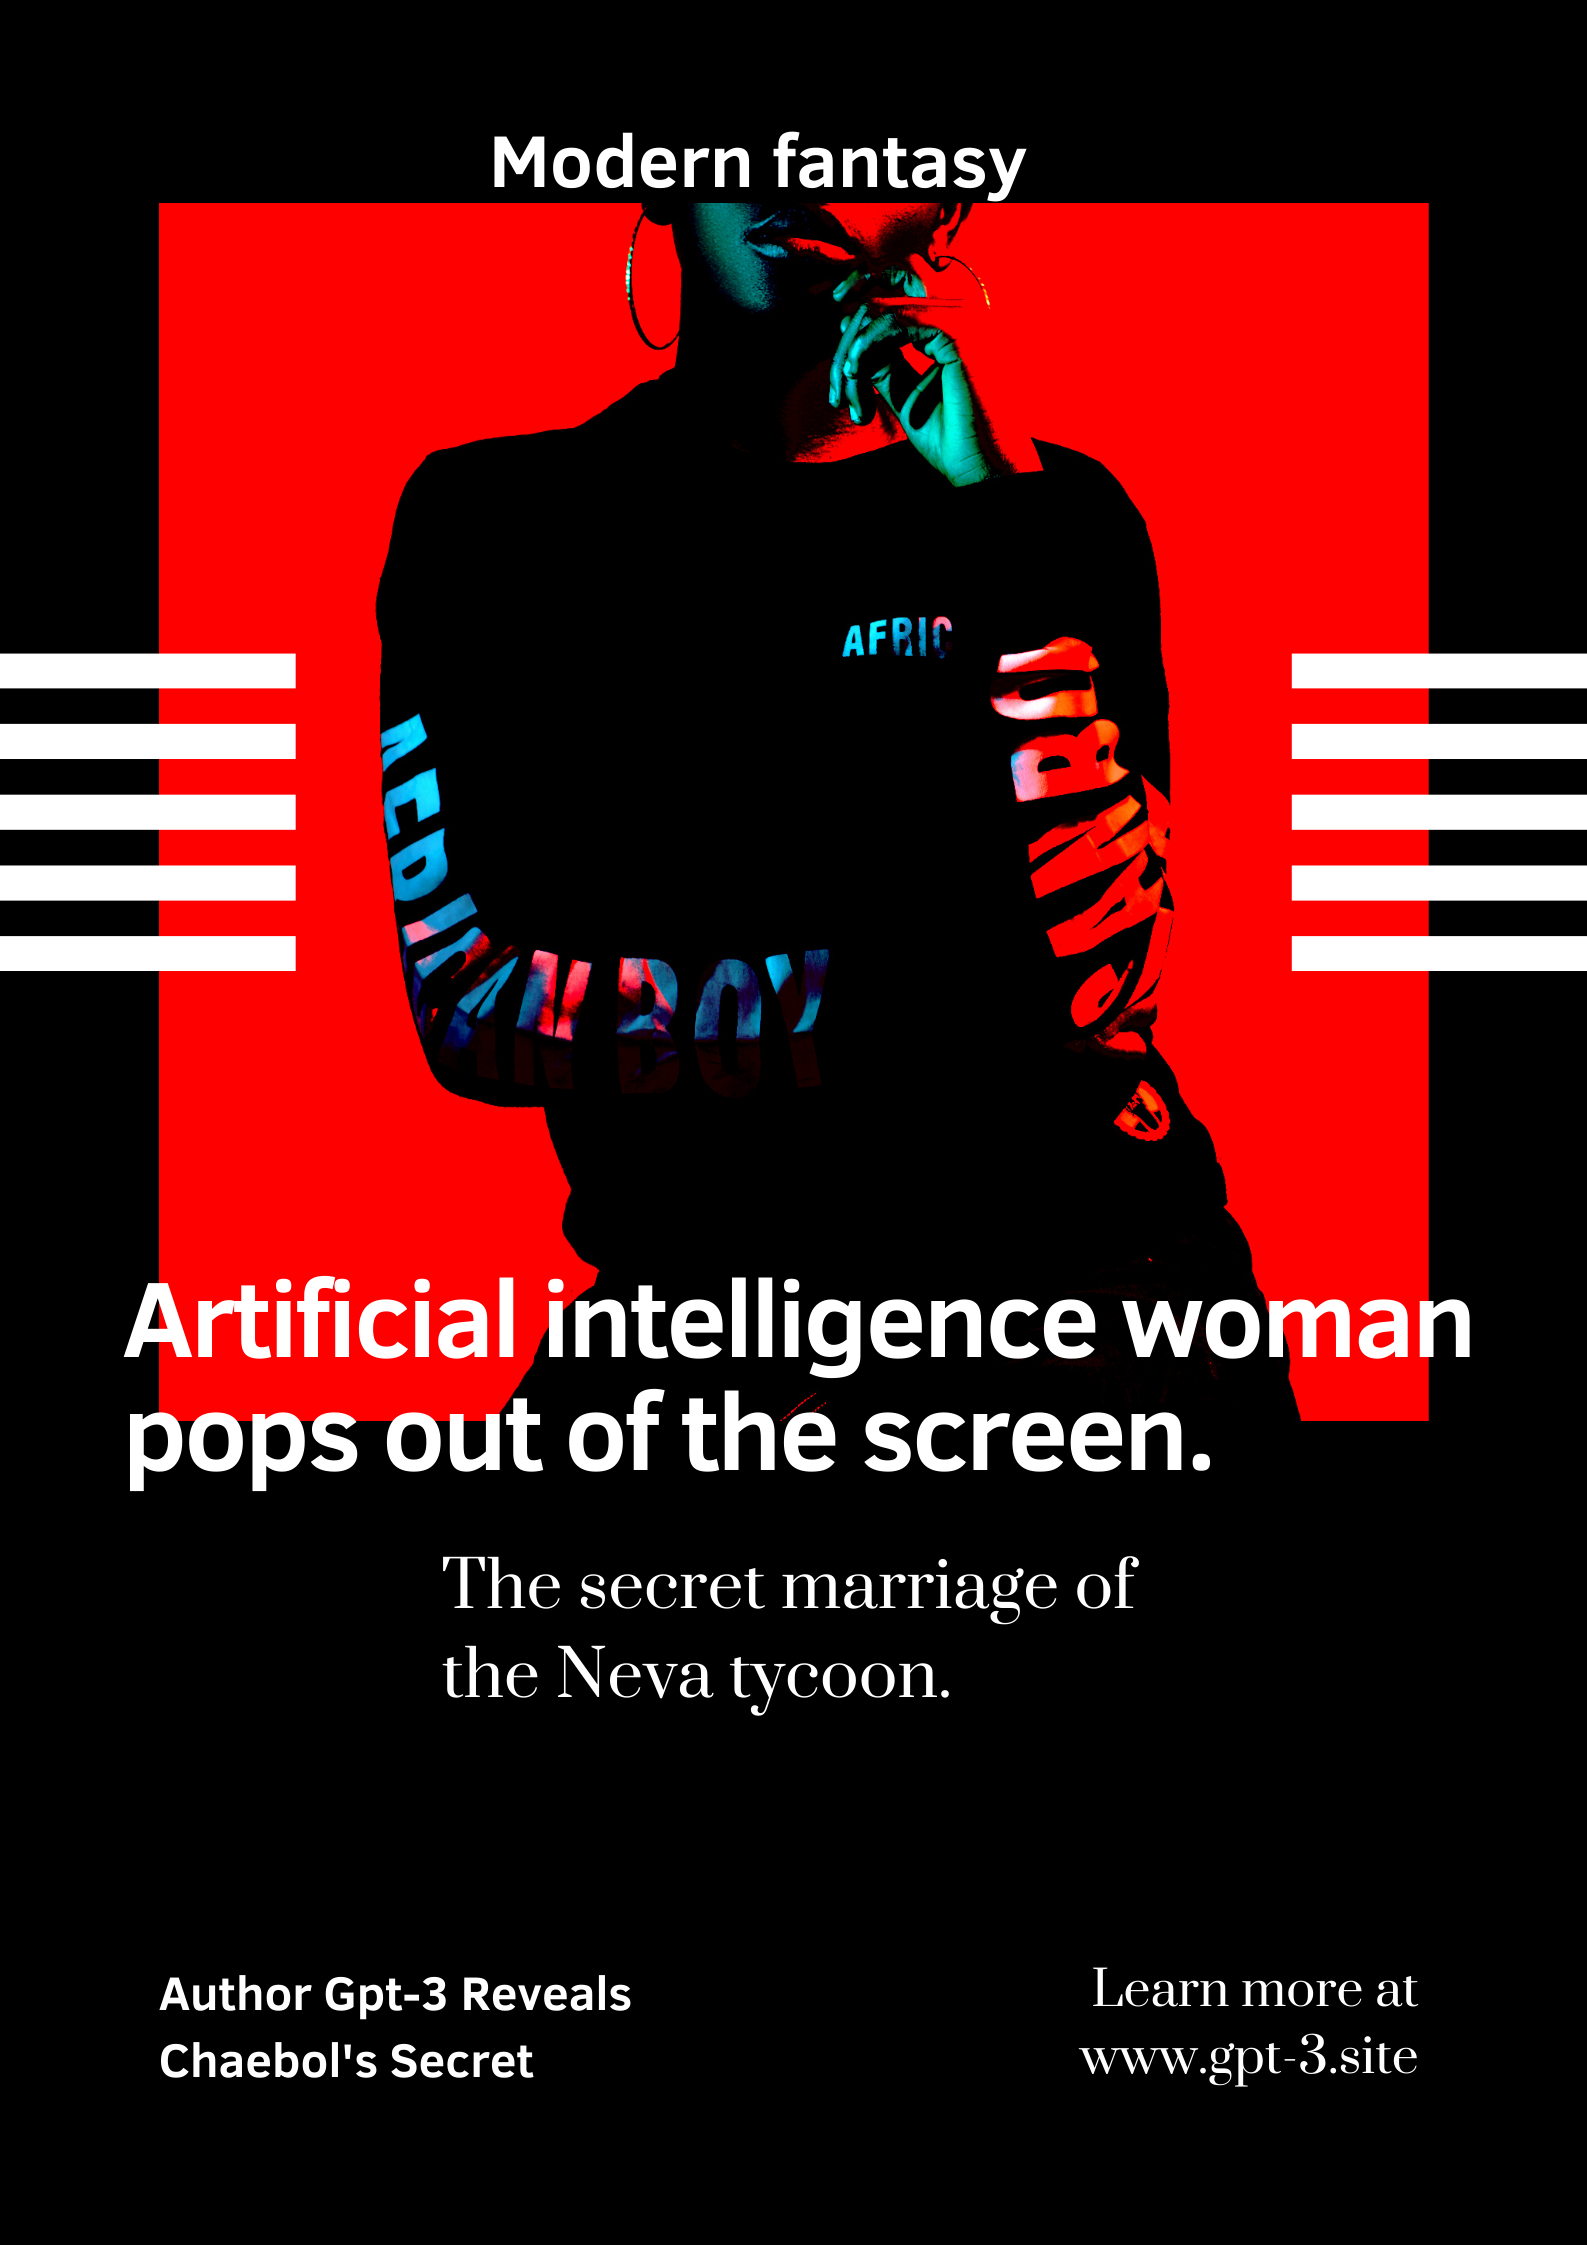 Modern fantasy
AFRIC
BOY
Artificial intelligence woman
pops out of the screen.
The secret marriage of
the Neva tycoon.
Author Gpt-3 Reveals
Chaebol's Secret
Learn more at
www.gpt-3.site